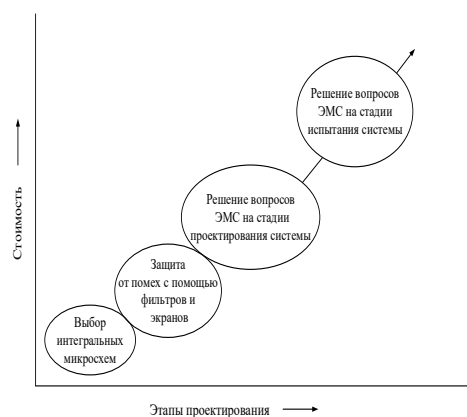 Решение вопросов
ЭМС на стадии
испытания системы
Решение вопросов
ЭМС на стадии
проектирования системы
Защита
от помех с помощью
фильтров и
экранов
Выбор
интегральных
микросхем
Стоимость
Этапы проектирования